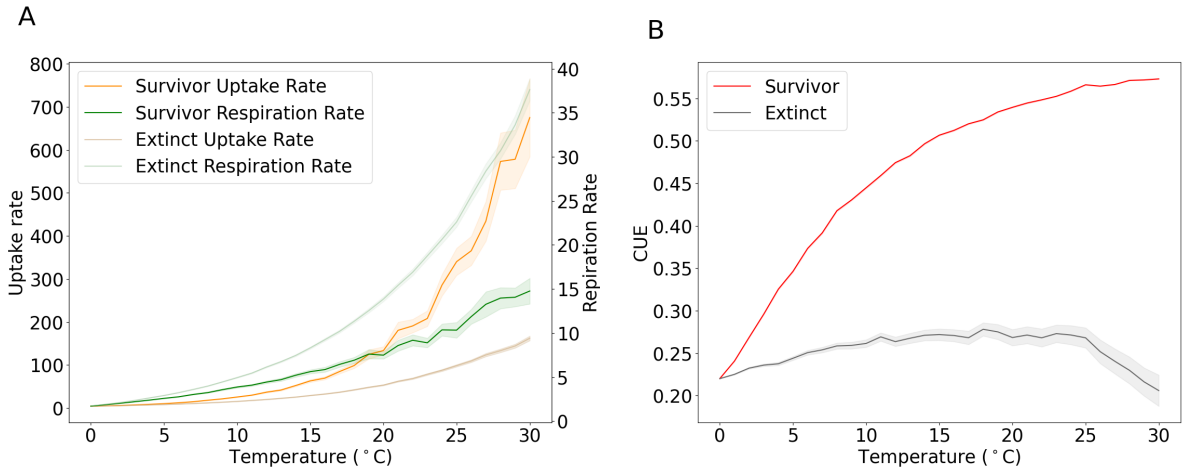 A
Survivor Uptake Rate
Survivor Respiration Rate
Extinct Uptake Rate
Extinct Respiration Rate
Uptake rate
800
700
600
500
400
300
200
100
0
40
35
30
25
20
15
10
5
0
Repiration Rate
0 5 10 15 20 25 30
Temperature (°C)
B
Survivor
Extinct
CUE
0.55
0.50
0.45
0.40
0.35
0.30
0.25
0.20
0 5 10 15 20 25 30
Temperature (°C)